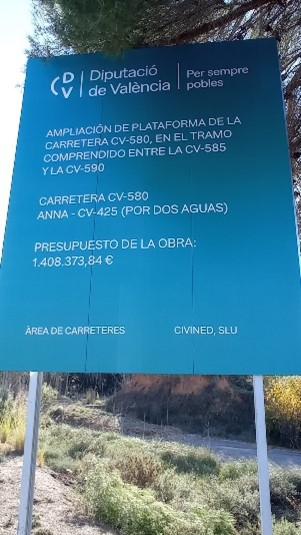 CDV
Diputació
de València
Per sempre
pobles
AMPLIACIÓN DE PLATAFORMA DE LA
CARRETERA CV-580, EN EL TRAMO
COMPRENDIDO ENTRE LA CV-585
Y LA CV-590
CARRETERA CV-580
ANNA - CV-425 (POR DOS AGUAS)
PRESUPUESTO DE LA OBRA:
1.408.373,84 €
ÀREA DE CARRETERES
CIVINED, SLU